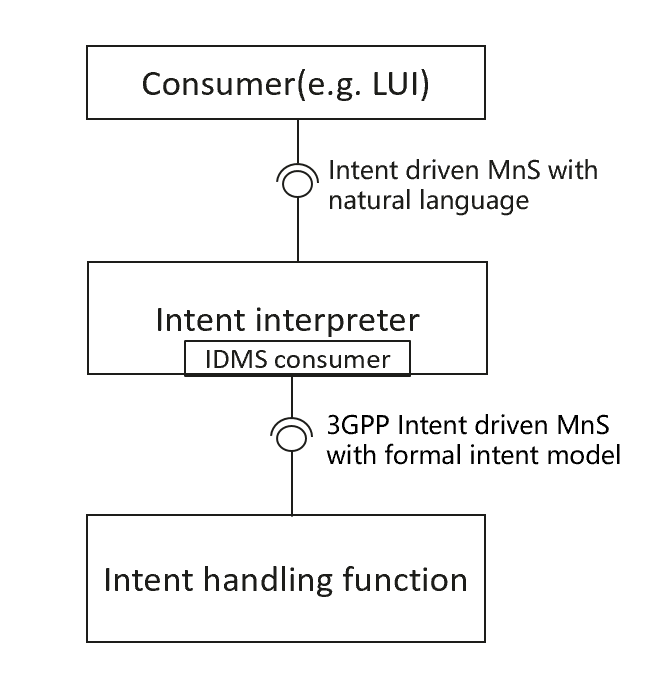 Consumer(e.g. LUI)
Intent driven MnS with
natural language
Intent interpreter
IDMS consumer
3GPP Intent driven MnS
with formal intent model
Intent handling function